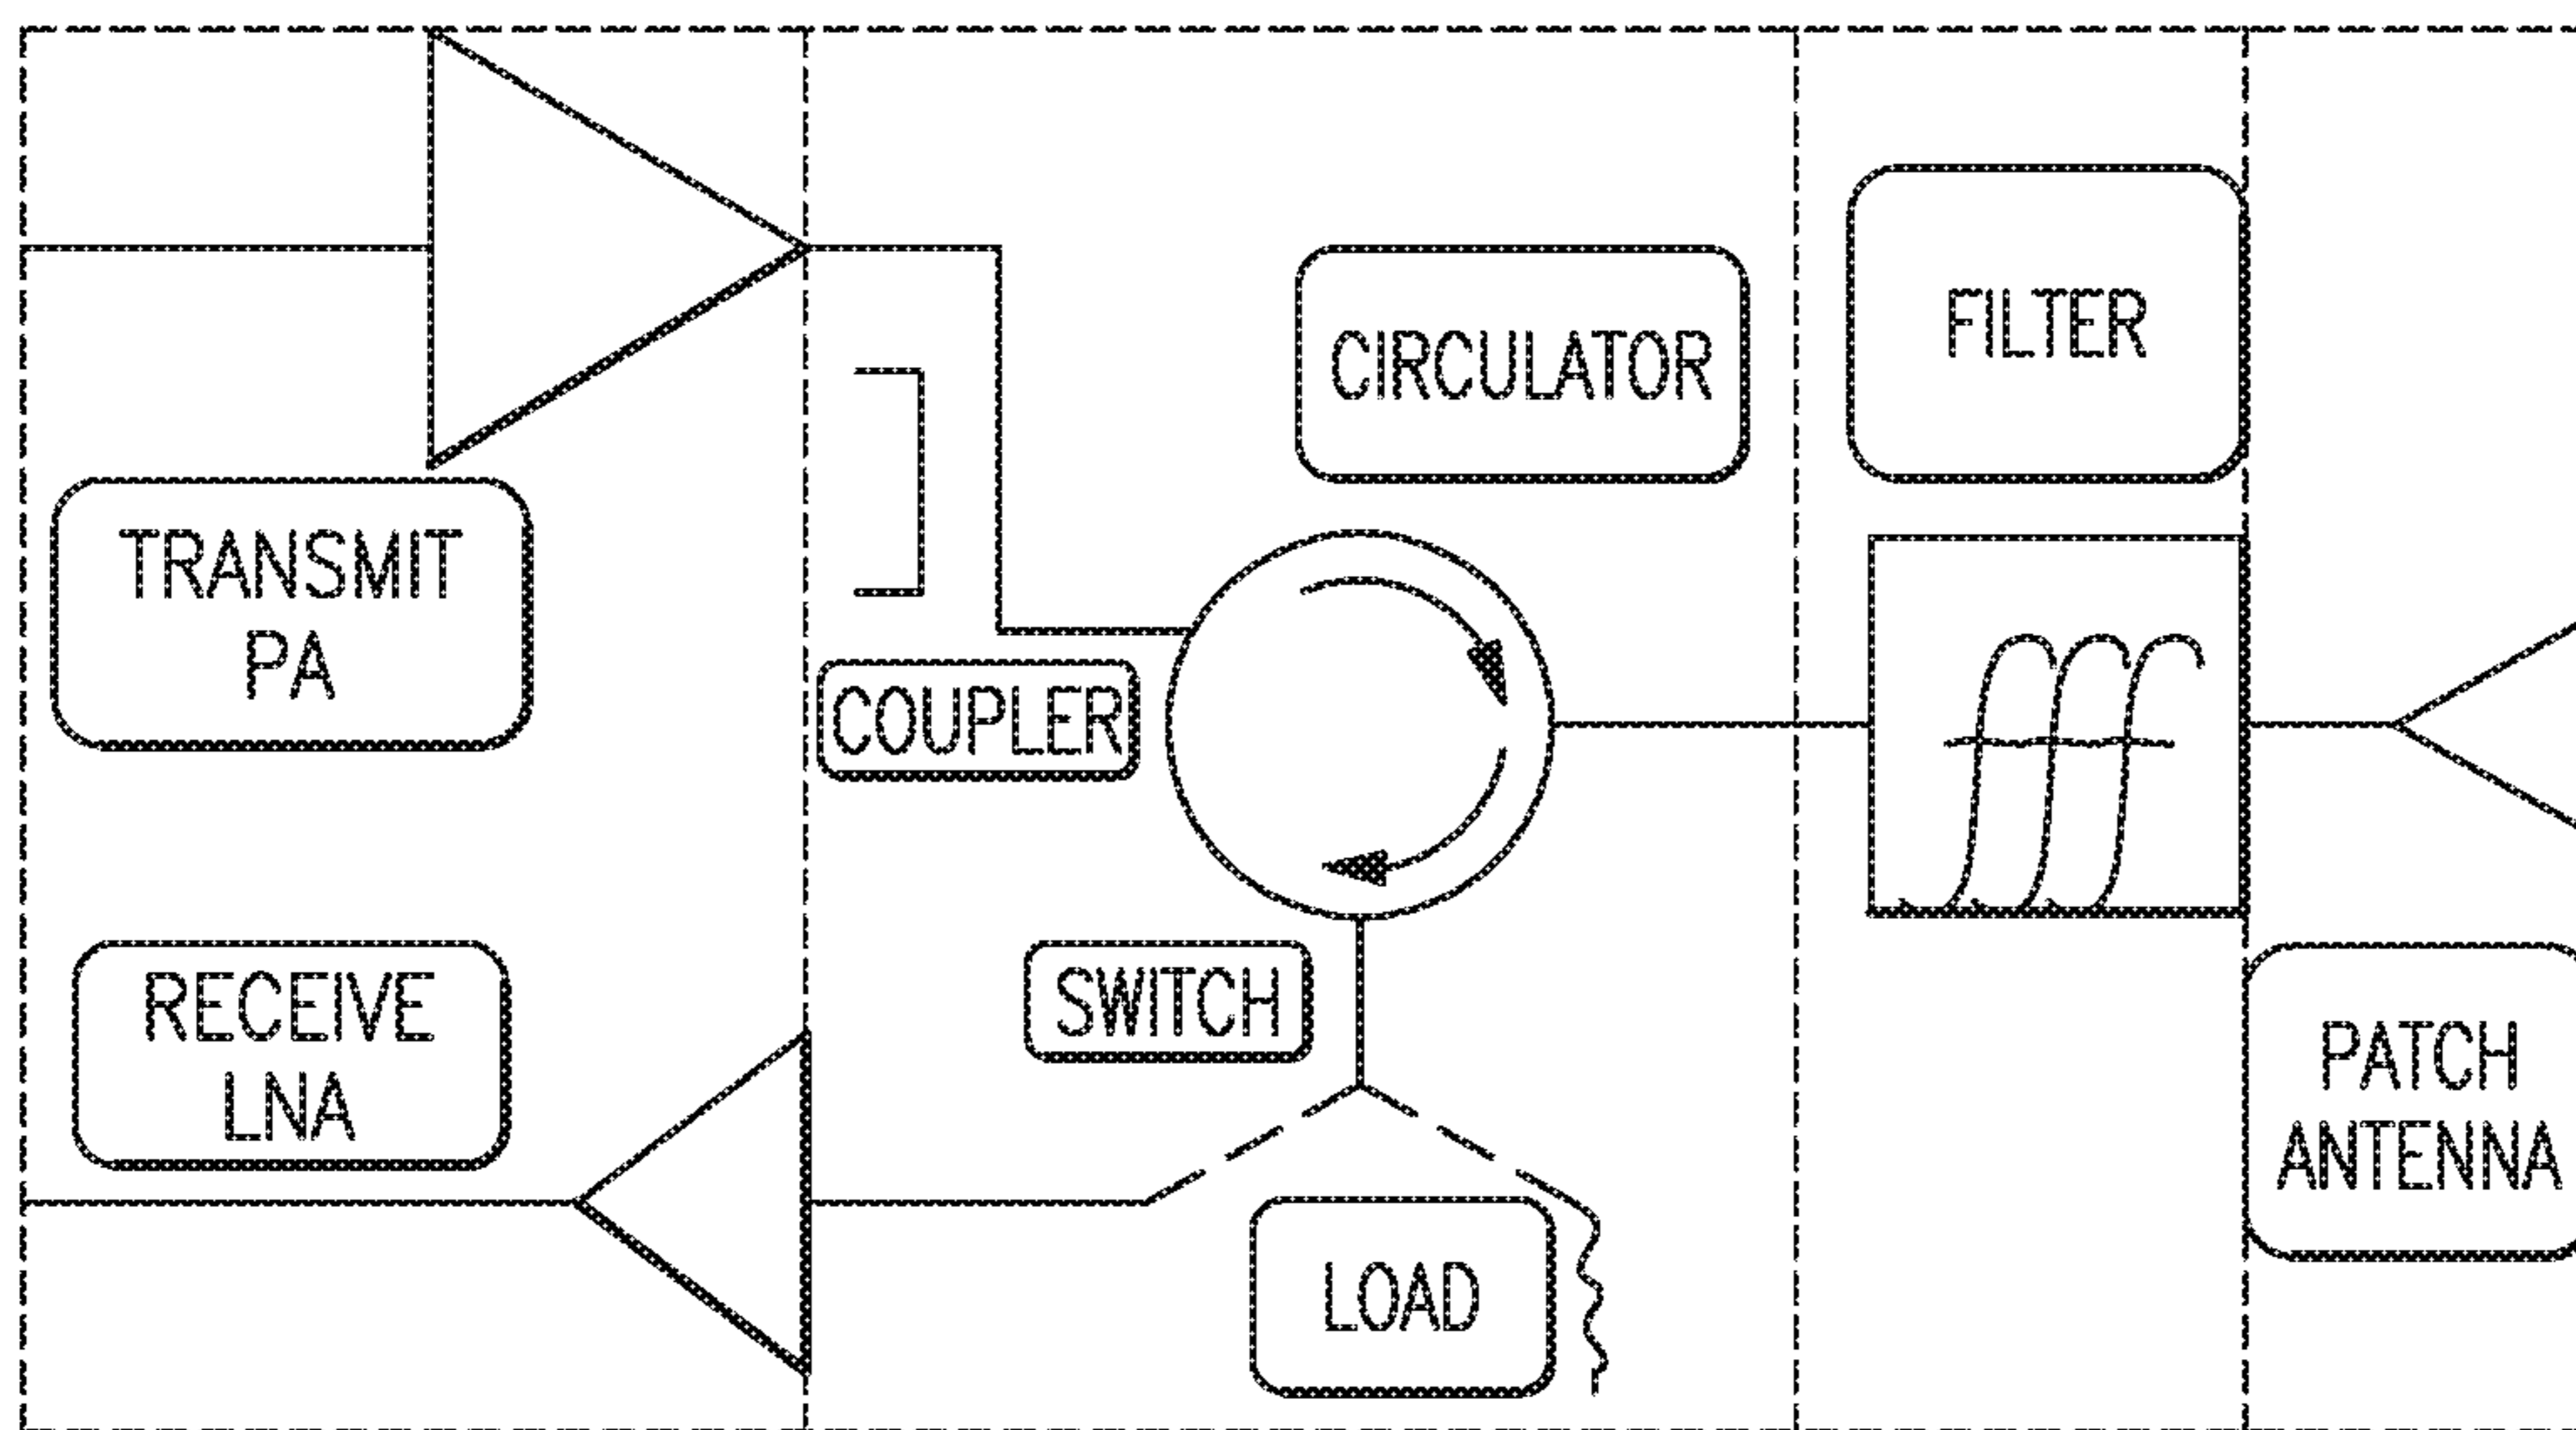 TRANSMIT
PA
COUPLER
CIRCULATOR
FILTER
RECEIVE
LNA
SWITCH
LOAD
PATCH
ANTENNA